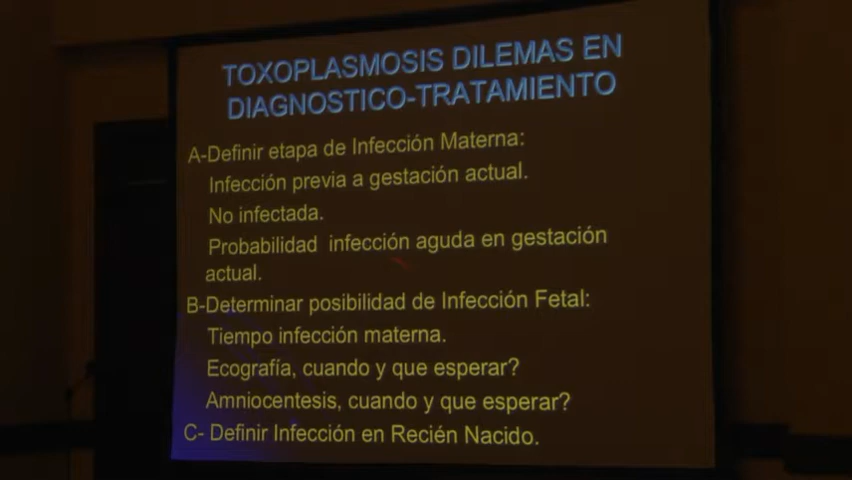 TOXOPLASMOSIS DILEMAS EN
DIAGNOSTICO-TRATAMIENTO
A-Definir etapa de Infección Materna:
Infección previa a gestación actual.
No infectada.
Probabilidad infección aguda en gestación
actual.
B-Determinar posibilidad de Infección Fetal:
Tiempo infección materna.
Ecografía, cuando y que esperar?
Amniocentesis, cuando y que esperar?
C- Definir Infección en Recién Nacido.